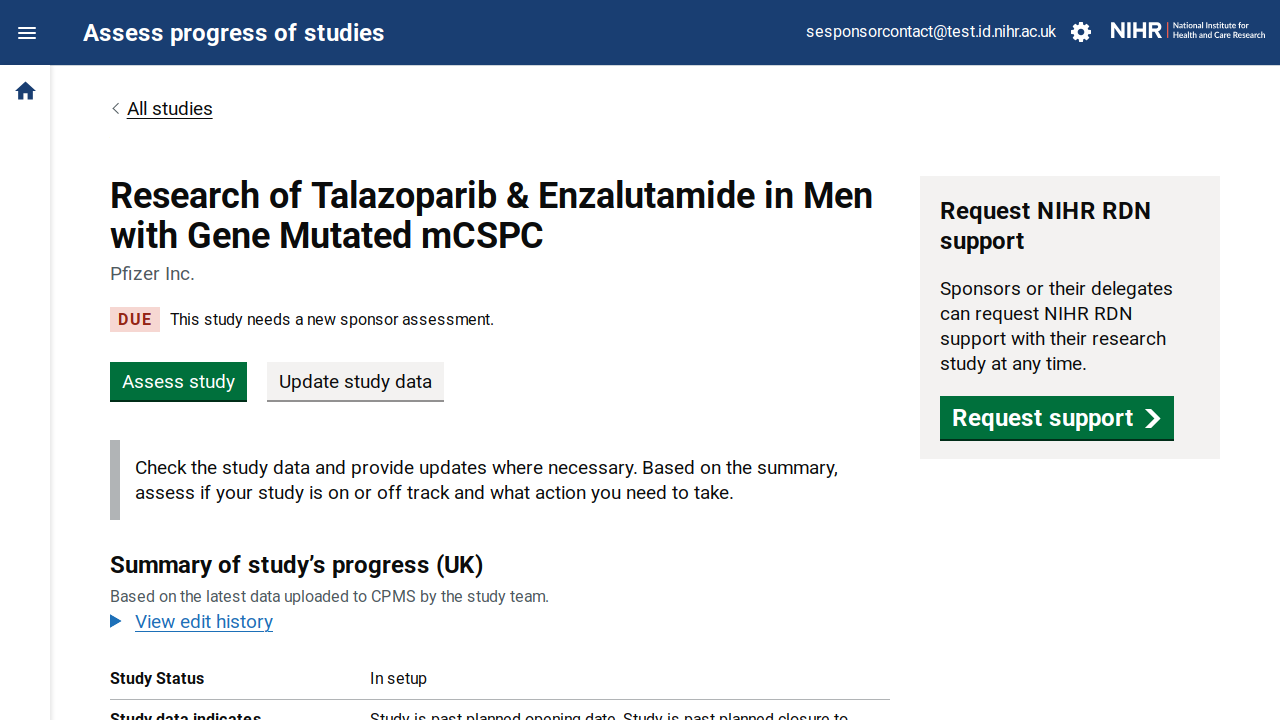 Assess progress of studies
sesponsorcontact@test.id.nihr.ac.uk
NIHR
National Institute for
Health and Care Research
All studies
Research of Talazoparib & Enzalutamide in Men
with Gene Mutated mCSPC
Pfizer Inc.
DUE This study needs a new sponsor assessment.
Assess study
Update study data
Check the study data and provide updates where necessary. Based on the summary,
assess if your study is on or off track and what action you need to take.
Summary of study’s progress (UK)
Based on the latest data uploaded to CPMS by the study team.
View edit history
Study Status In setup
Study data indicates Study is past planned opening date, Study is past planned closure to
Request NIHR RDN
support
Sponsors or their delegates
can request NIHR RDN
support with their research
study at any time.
Request support